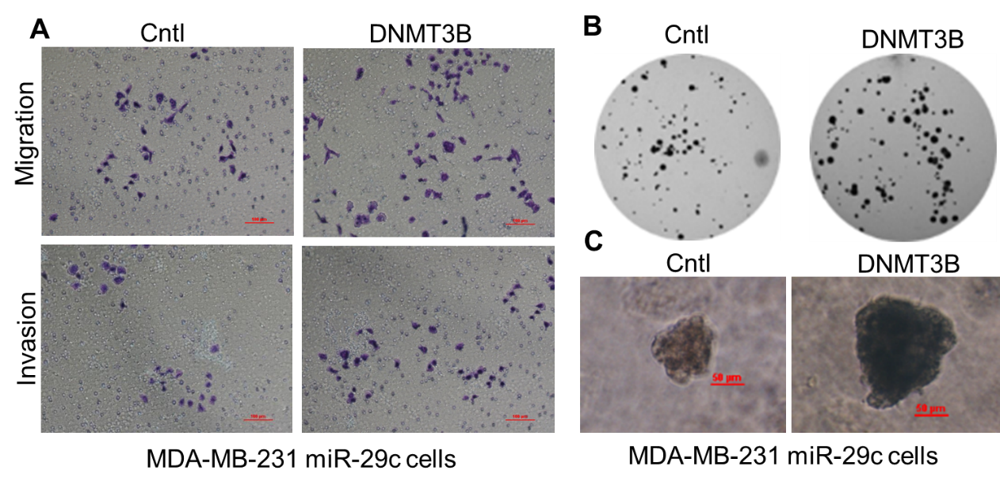 A
Cntl
DNMT3B
Migration
Invasion
MDA-MB-231 miR-29c cells
B
Cntl
DNMT3B
C
Cntl
DNMT3B
50 µm
50 µm
MDA-MB-231 miR-29c cells